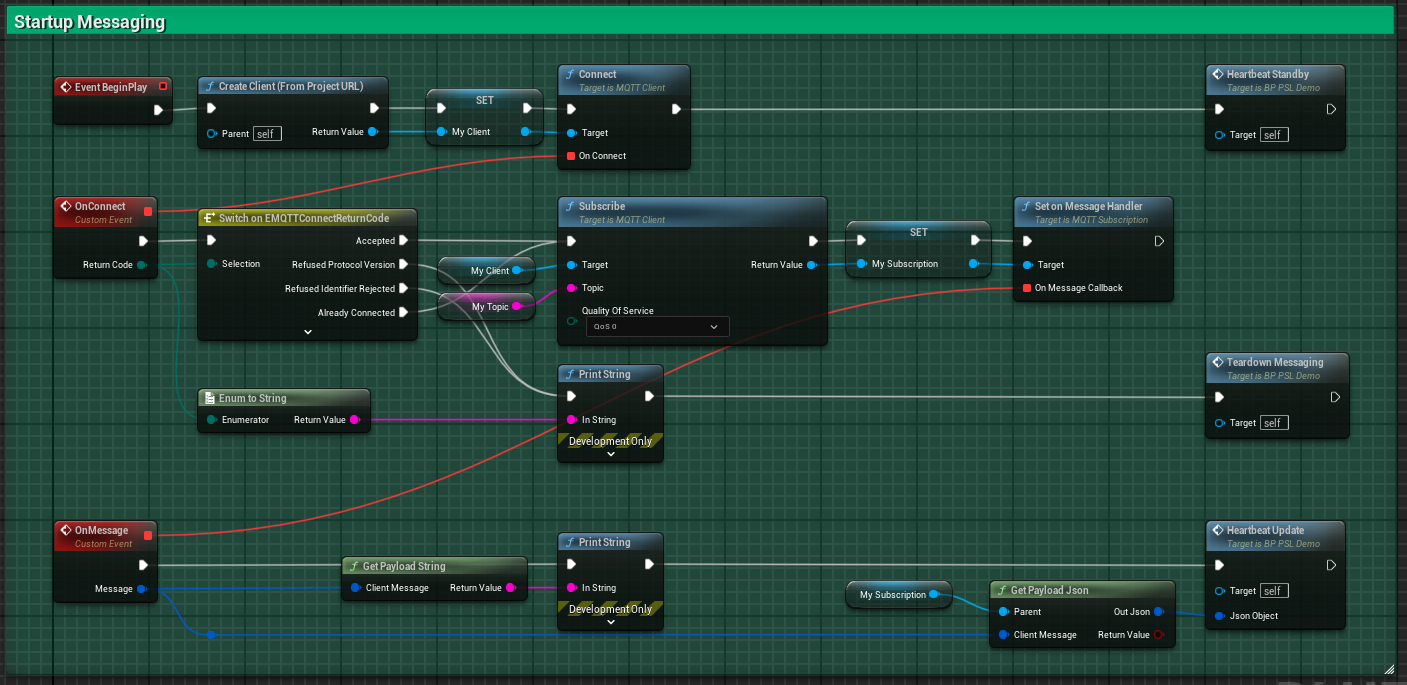 Startup Messaging
Event BeginPlay
Create Client (From Project URL)
Parent self
Return Value
SET
My Client
Connect
Target is MQTT Client
Target
On Connect
Heartbeat Standby
Target is BP PSL Demo
Target self
OnConnect
Custom Event
Return Code
Switch on EMQTTConnectReturnCode
Accepted
Selection
Refused Protocol Version
Refused Identifier Rejected
Already Connected
My Client
My Topic
Subscribe
Target is MQTT Client
Target
Return Value
Topic
Quality Of Service
QoS 0
SET
My Subscription
Set on Message Handler
Target is MQTT Subscription
Target
On Message Callback
Enum to String
Enumerator
Return Value
Print String
In String
Development Only
Teardown Messaging
Target is BP PSL Demo
Target self
OnMessage
Custom Event
Message
Get Payload String
Client Message
Return Value
Print String
In String
Development Only
My Subscription
Get Payload Json
Parent
Out Json
Client Message
Return Value
Heartbeat Update
Target is BP PSL Demo
Target self
Json Object